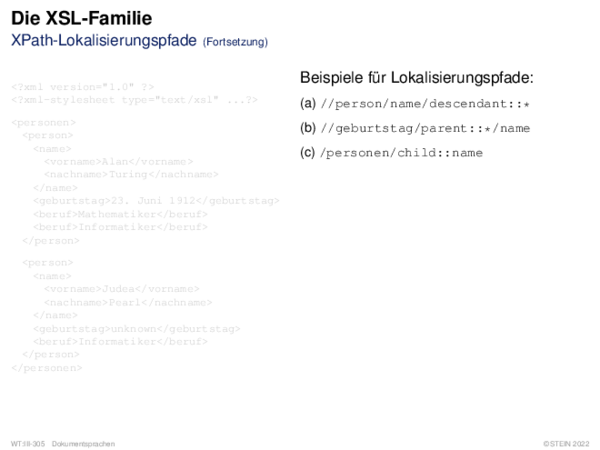 Die XSL-Familie
XPath-Lokalisierungspfade (Fortsetzung)
<?xml version="1.0" ?>
<?xml-stylesheet type="text/xsl" ...?>
<personen>
<person>
<name>
<vorname>Alan</vorname>
<nachname>Turing</nachname>
</name>
<geburtstag>23. Juni 1912</geburtstag>
<beruf>Mathematiker</beruf>
<beruf>Informatiker</beruf>
</person>
<person>
<name>
<vorname>Judea</vorname>
<nachname>Pearl</nachname>
</name>
<geburtstag>unknown</geburtstag>
<beruf>Informatiker</beruf>
</person>
</personen>
Beispiele für Lokalisierungspfade:
(a) //person/name/descendant::*
(b) //geburtstag/parent::*/name
(c) /personen/child::name
WT:III-305 Dokumentsprachen
©STEIN 2022